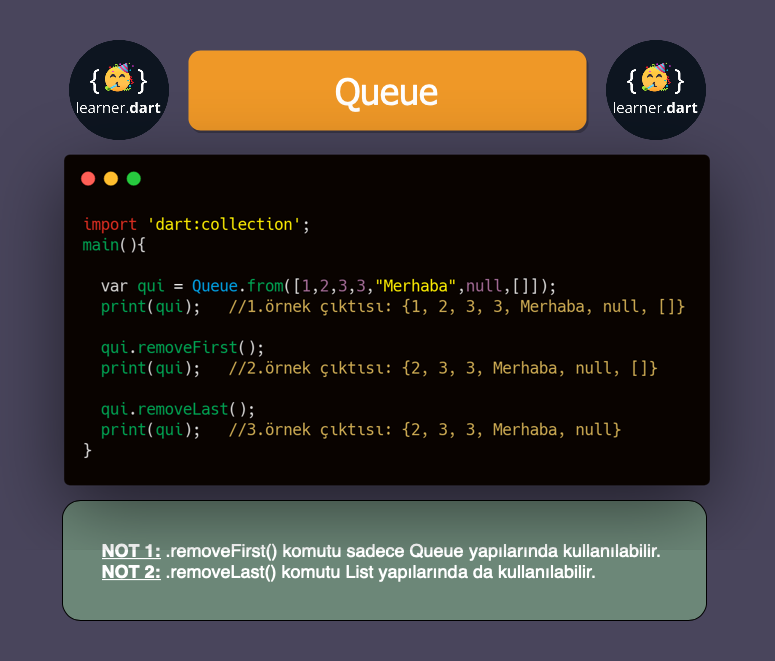 {🥳}
learner.dart
Queue
{🥳}
learner.dart
import 'dart:collection';
main(){
var qui = Queue.from([1,2,3,3,"Merhaba",null,[]]);
print(qui);   //1.örnek çıktısı: {1, 2, 3, 3, Merhaba, null, []}
qui.removeFirst();
print(qui);   //2.örnek çıktısı: {2, 3, 3, Merhaba, null, []}
qui.removeLast();
print(qui);   //3.örnek çıktısı: {2, 3, 3, Merhaba, null}
}
NOT 1: .removeFirst() komutu sadece Queue yapılarında kullanılabilir.
NOT 2: .removeLast() komutu List yapılarında da kullanılabilir.